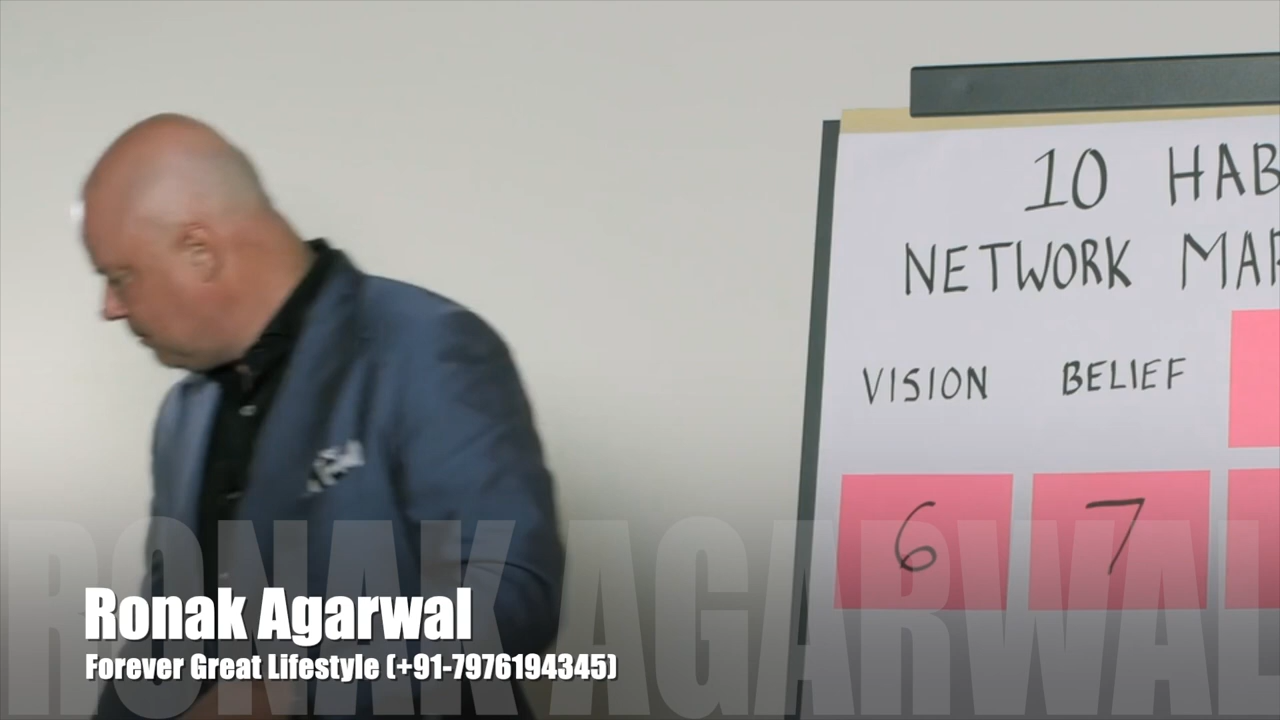 10 HAB
NETWORK MAR
VISION BELIEF
6 7
RONAK AGARWAL
Ronak Agarwal
Forever Great Lifestyle (+91-7976194345)